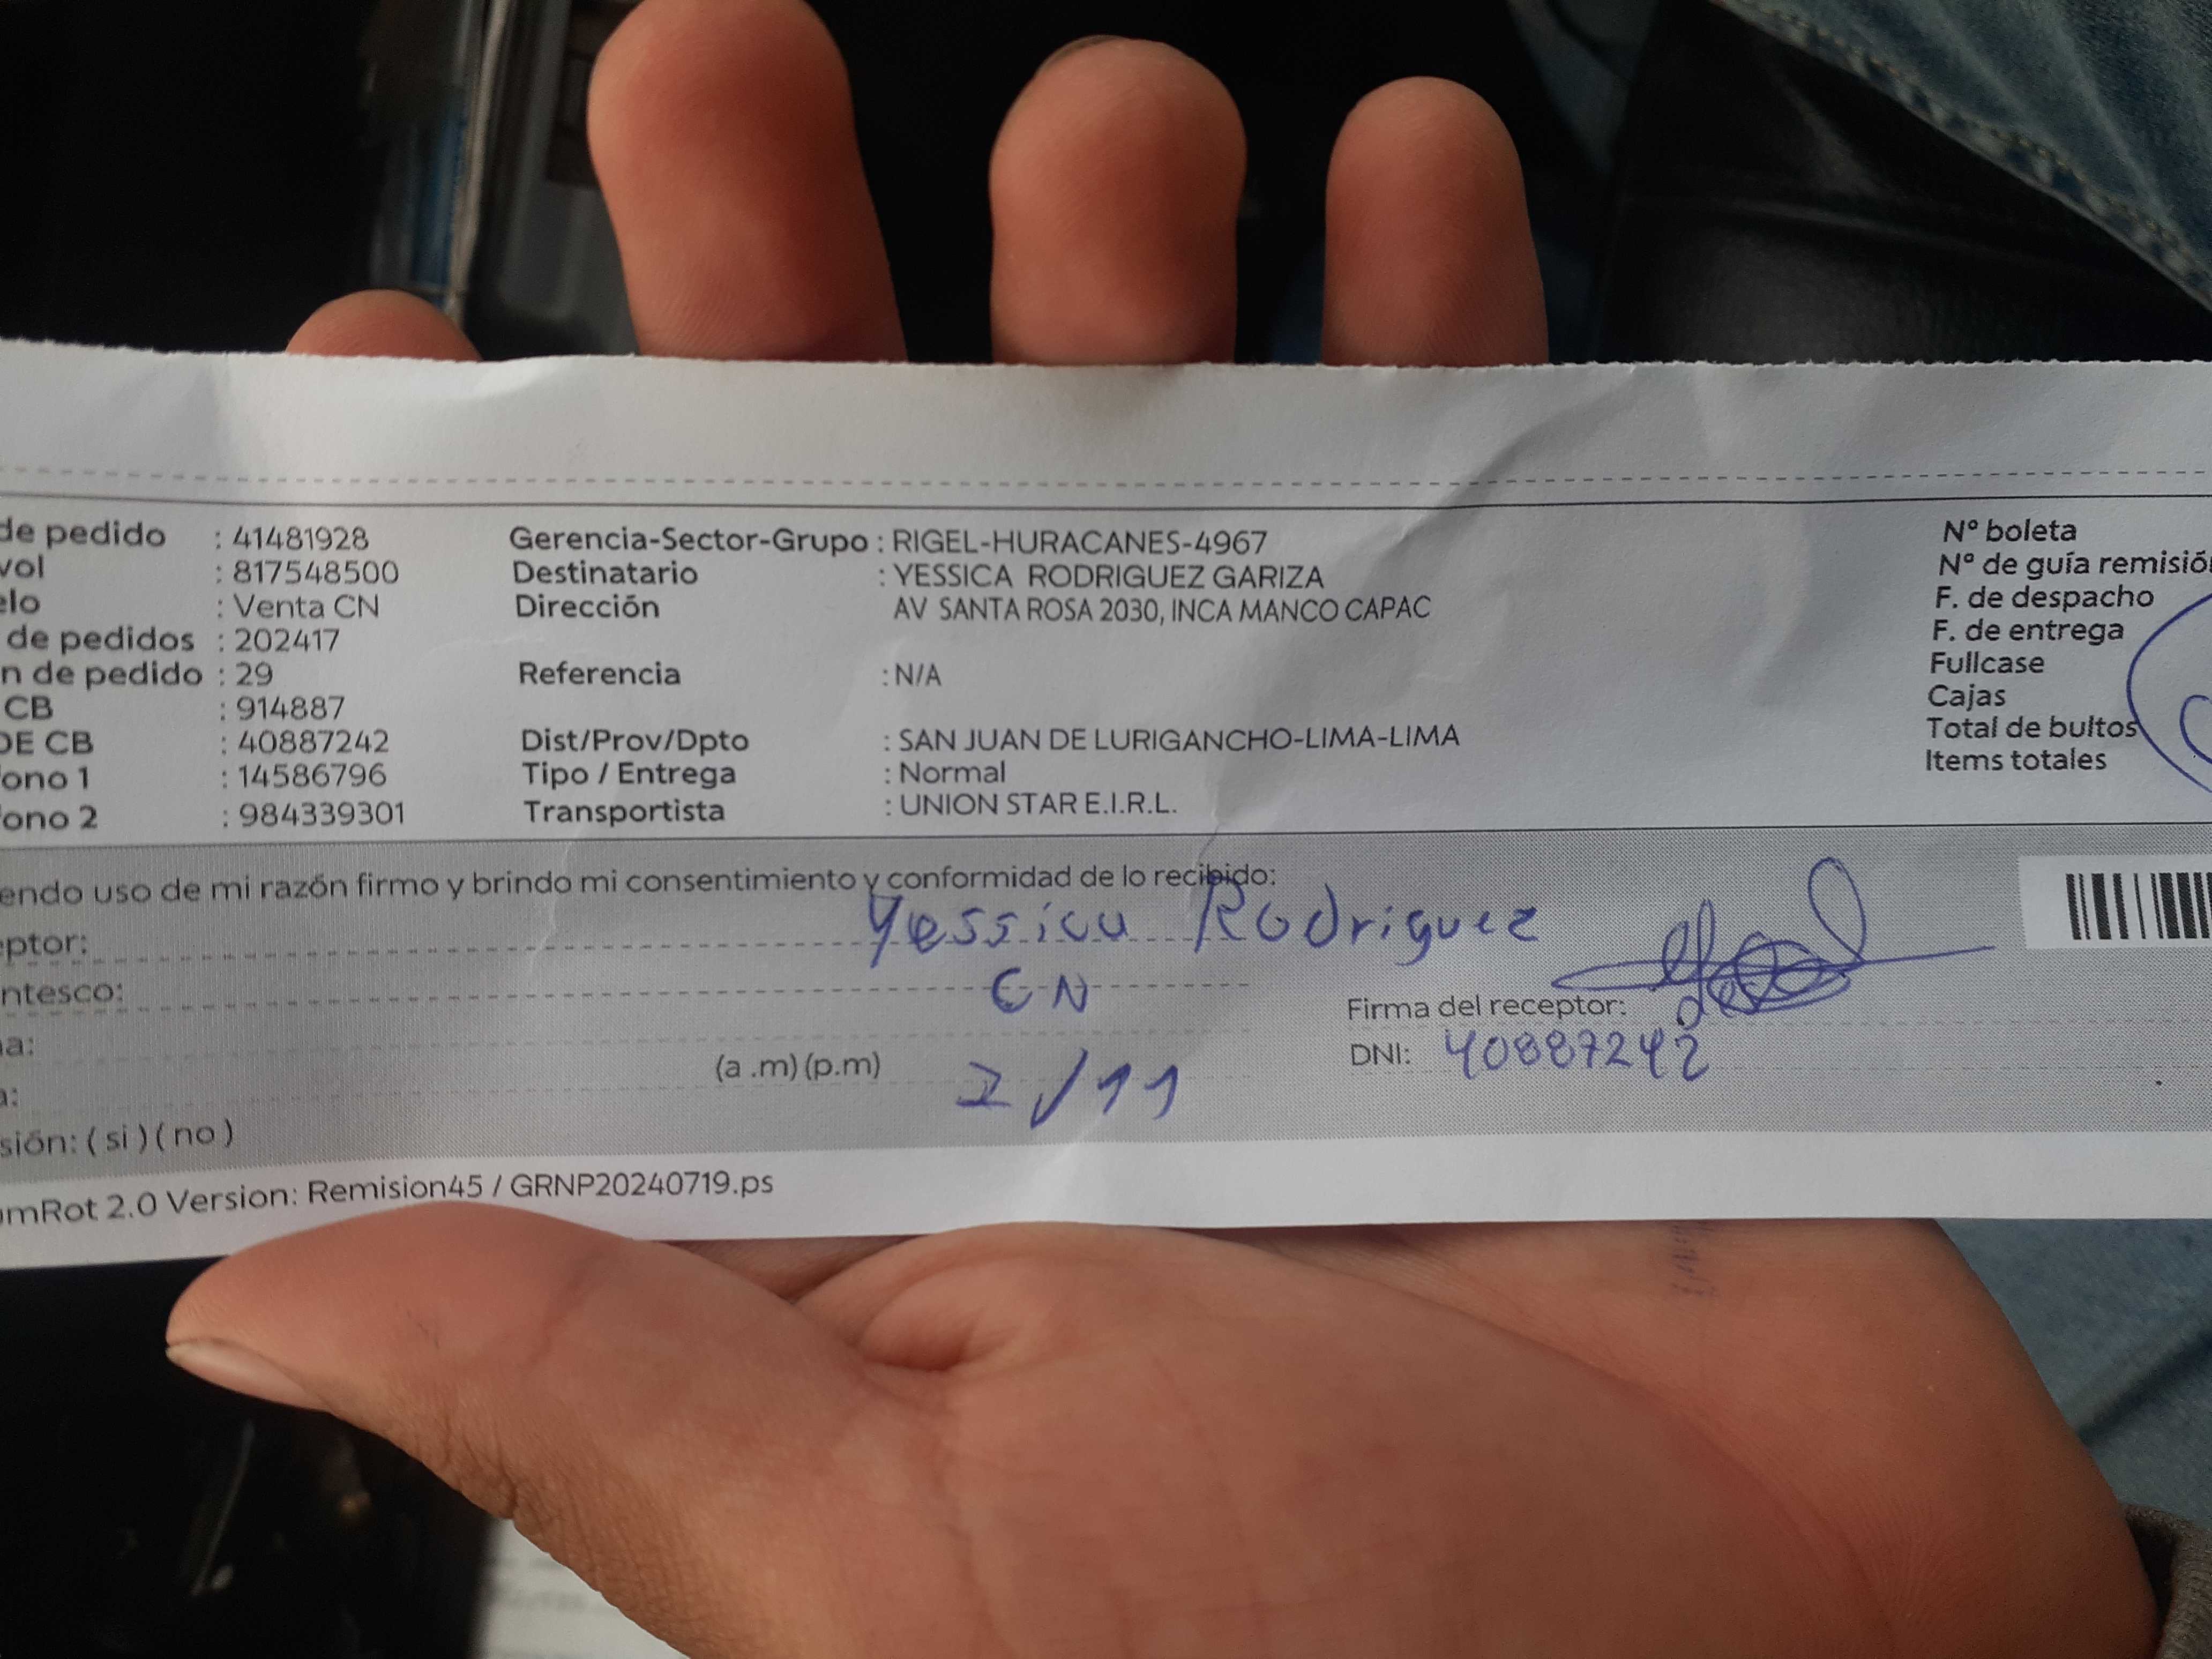 de pedido : 41481928 Gerencia-Sector-Grupo : RIGEL-HURACANES-4967 Nº boleta
vol : 817548500 Destinatario : YESSICA RODRIGUEZ GARIZA Nº de guía remisión
elo : Venta CN Dirección AV SANTA ROSA 2030, INCA MANCO CAPAC F. de despacho
de pedidos : 202417 F. de entrega
n de pedido : 29 Referencia : N/A Fullcase
CB : 914887 Cajas
DE CB : 40887242 Dist/Prov/Dpto : SAN JUAN DE LURIGANCHO-LIMA-LIMA Total de bultos
ono 1 : 14586796 Tipo / Entrega : Normal Items totales
ono 2 : 984339301 Transportista : UNION STAR E.I.R.L.
endo uso de mi razón firmo y brindo mi consentimiento y conformidad de lo recibido:
eptor: Yessica Rodriguez
ntesco: CN Firma del receptor:
a: DNI: 40887242
a: (a .m) (p.m) 2/11
sión: ( si ) ( no )
mRot 2.0 Version: Remision45 / GRNP20240719.ps